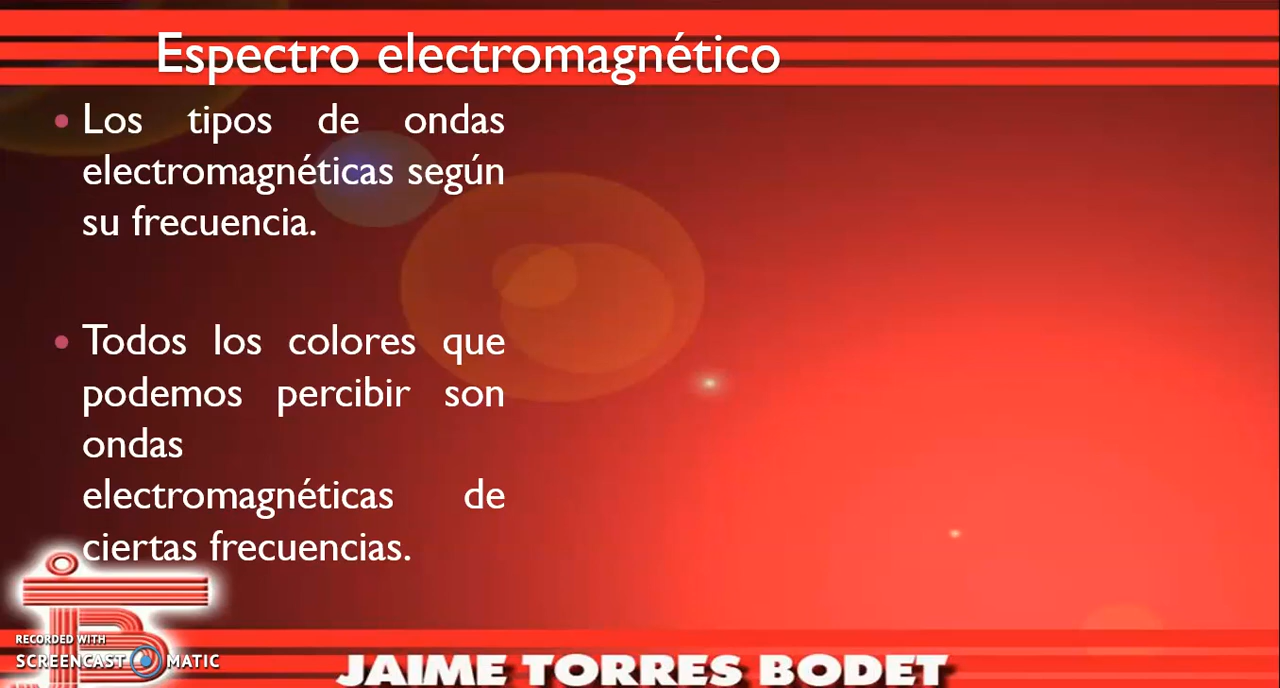 Espectro electromagnético
• Los tipos de ondas
electromagnéticas según
su frecuencia.
• Todos los colores que
podemos percibir son
ondas
electromagnéticas de
ciertas frecuencias.
RECORDED WITH
SCREENCAST MATIC
JAIME TORRES BODET